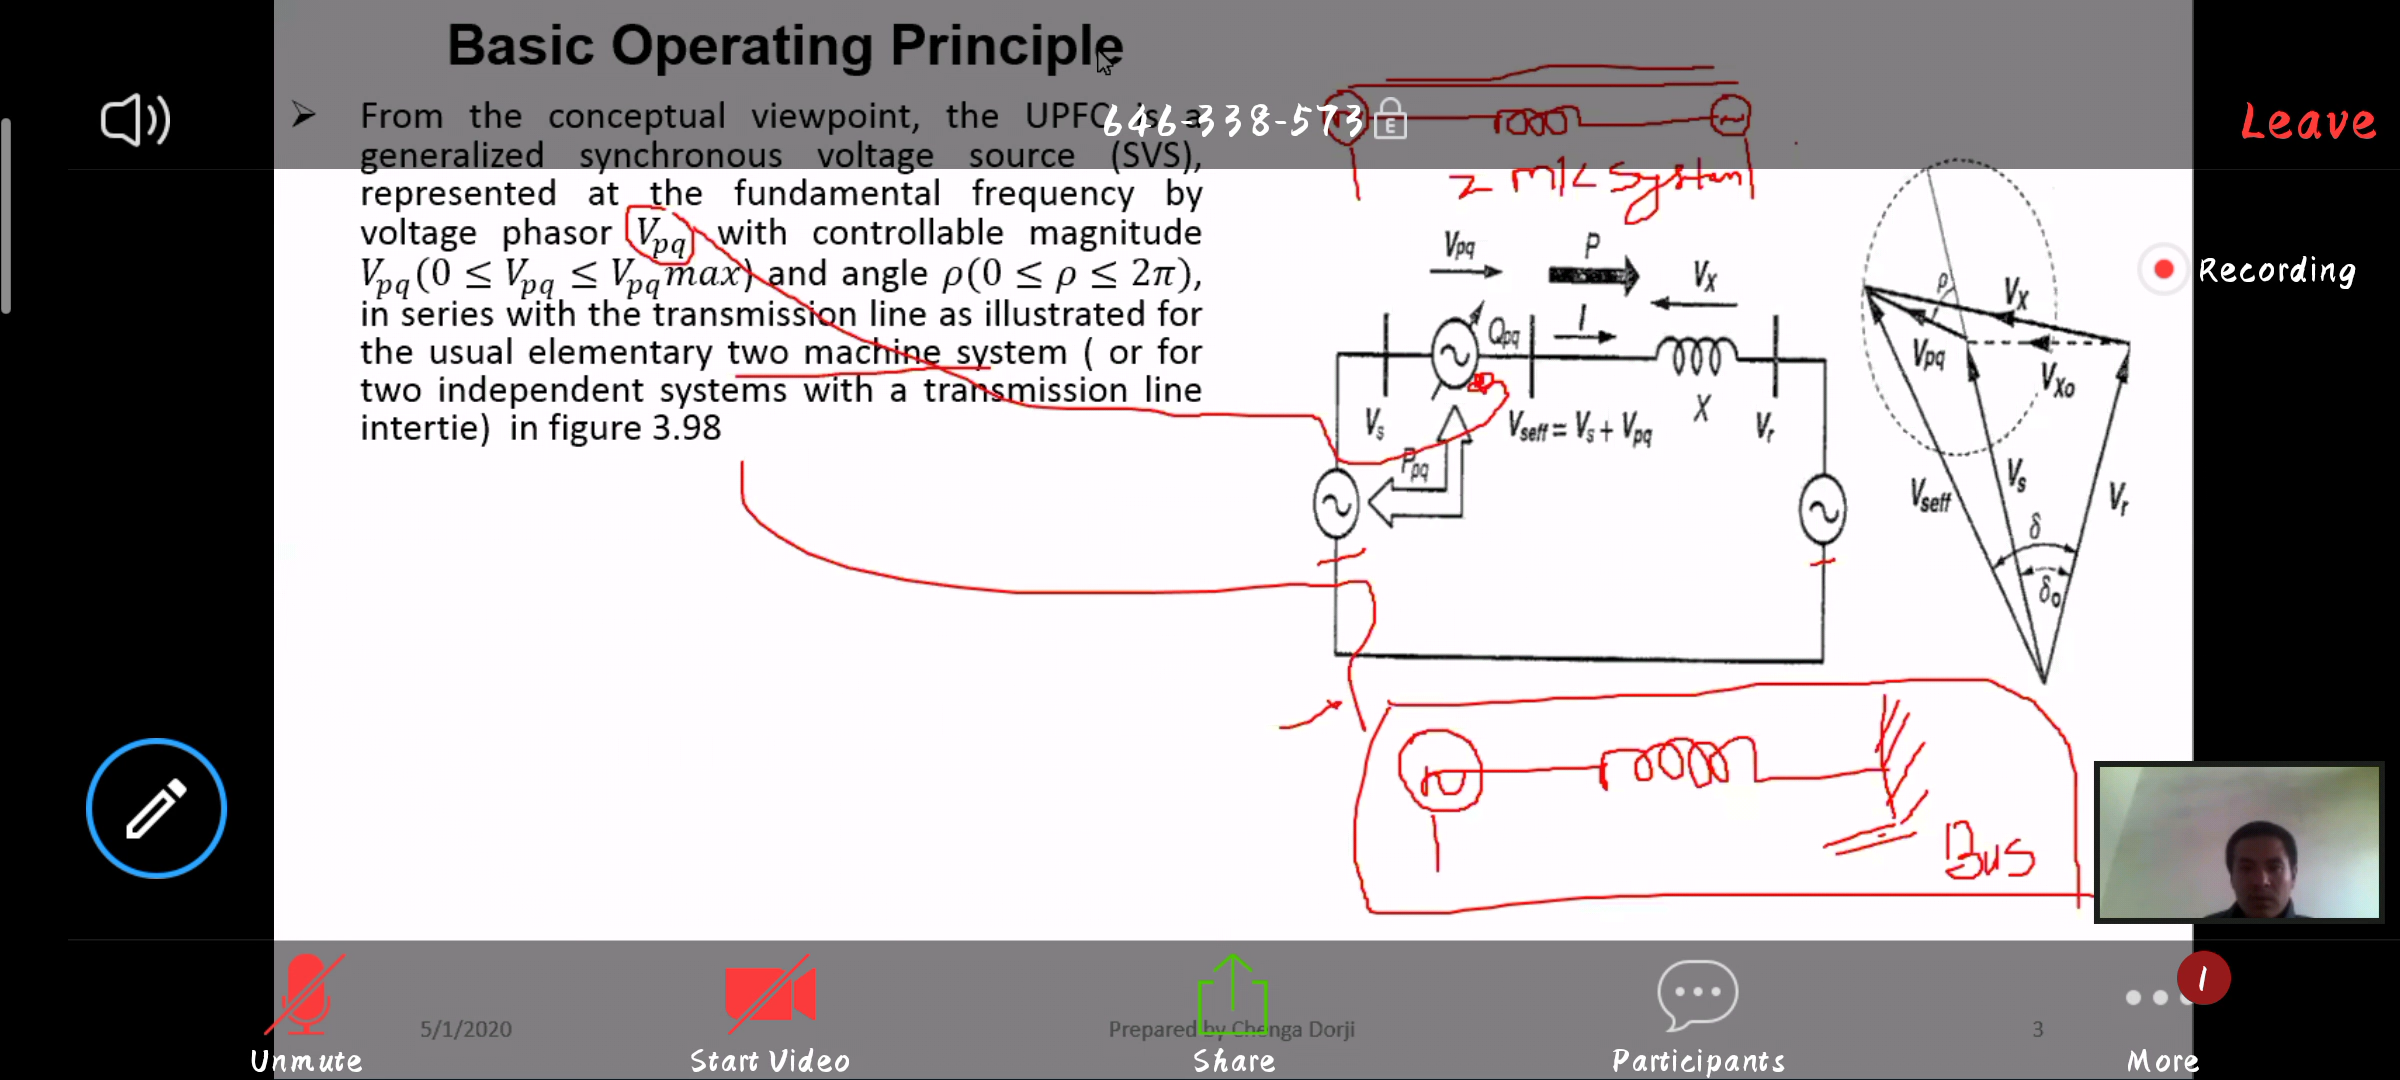 Basic Operating Principle
646-338-573
E
Leave
➢ From the conceptual viewpoint, the UPFC is a
generalized synchronous voltage source (SVS),
represented at the fundamental frequency by
voltage phasor Vpq with controllable magnitude
Vpq(0 ≤ Vpq ≤ Vpqmax) and angle ρ(0 ≤ ρ ≤ 2π),
in series with the transmission line as illustrated for
the usual elementary two machine system ( or for
two independent systems with a transmission line
intertie) in figure 3.98
2 m/c System
Recording
Vpq
P
Vx
Qpq
I
Vs
Ppq
Vseff = Vs + Vpq
X
Vr
ρ
Vx
Vpq
Vxo
Vseff
Vs
Vr
δ
δo
Bus
1
5/1/2020
Prepared by Chenga Dorji
3
Unmute
Start Video
Share
Participants
More